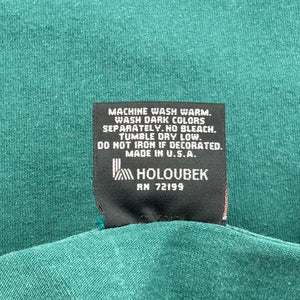 MACHINE WASH WARM.
WASH DARK COLORS
SEPARATELY. NO BLEACH.
TUMBLE DRY LOW.
DO NOT IRON IF DECORATED.
MADE IN U.S.A.
HOLOUBEK
RN 72199